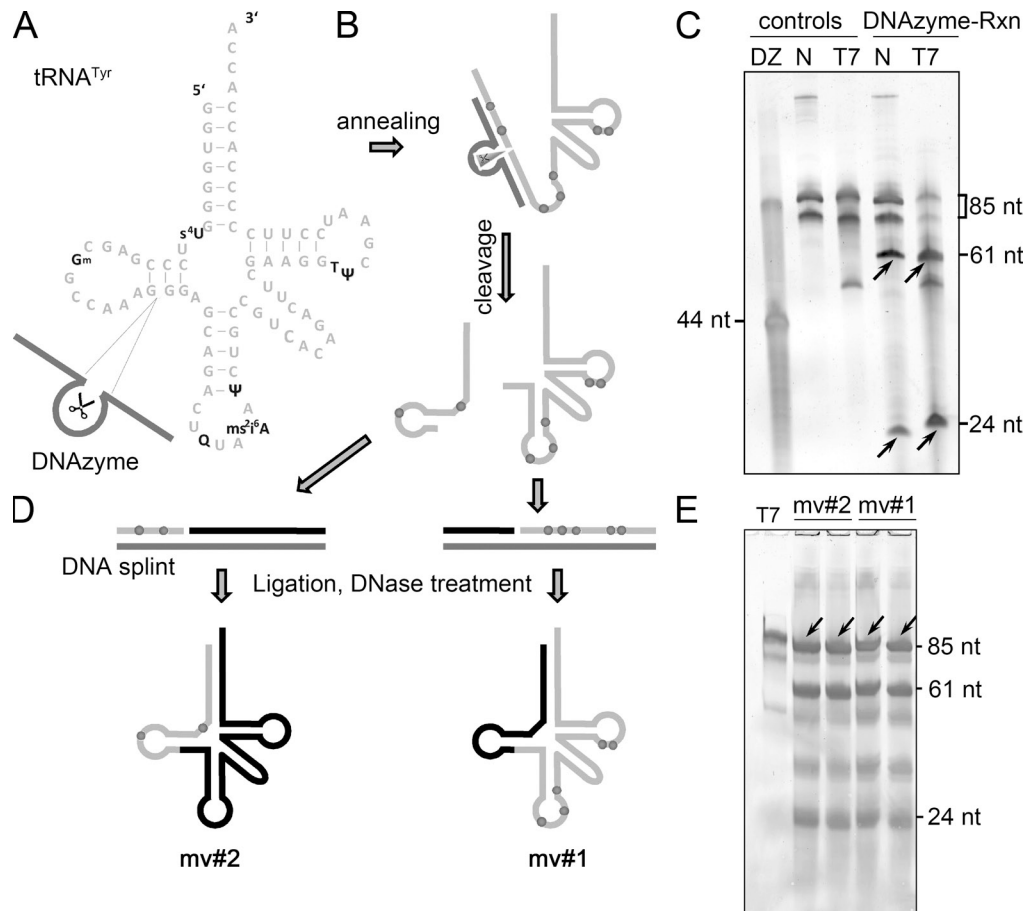 A
tRNAᵀʸʳ
3‘
A
C
C
A
5‘
G – C
G – C
U – A
G – C
G – C
G – C
G – C
s⁴U
Gᵐ
T Ψ
Ψ
ms²i⁶A
Q
DNAzyme
B
annealing
cleavage
C
controls
DNAzyme-Rxn
DZ N T7 N T7
85 nt
61 nt
44 nt
24 nt
D
DNA splint
Ligation, DNase treatment
mv#2
mv#1
E
T7 mv#2 mv#1
85 nt
61 nt
24 nt